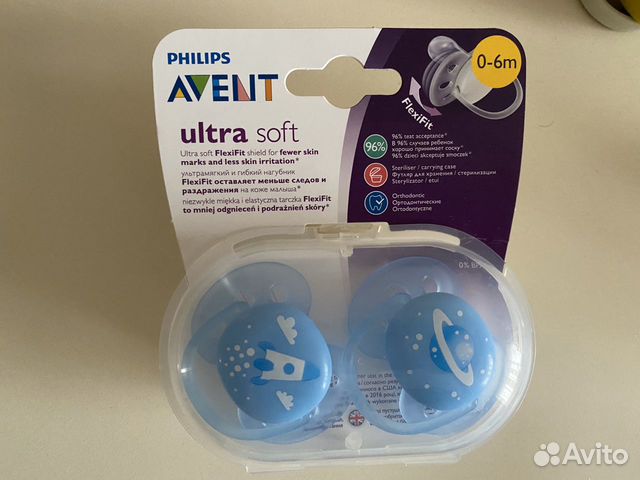 PHILIPS
AVENT
0-6m
FlexiFit
ultra soft
Ultra soft FlexiFit shield for fewer skin
marks and less skin irritation*
ультрамягкий и гибкий нагубник
FlexiFit оставляет меньше следов и
раздражения на коже малыша*
niezwykle miękka i elastyczna tarczka FlexiFit
to mniej odgnieceń i podrażnień skóry*
96%
96% teat acceptance*
В 96% случаев ребенок
хорошо принимает соску*
96% dzieci akceptuje smoczek*
Steriliser / carrying case
Футляр для хранения / стерилизации
Sterylizator / etui
Orthodontic
Ортодонтические
Ortodontyczne
0% BP
Avito